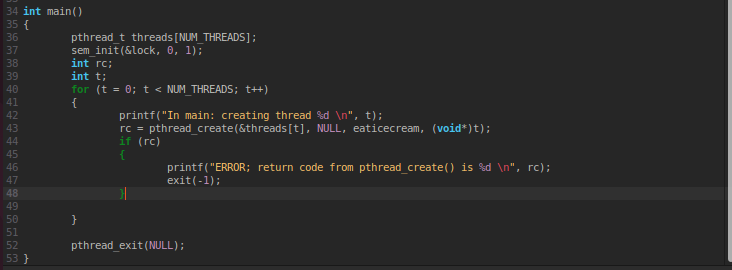 34 int main()
35 {
36 pthread_t threads[NUM_THREADS];
37 sem_init(&lock, 0, 1);
38 int rc;
39 int t;
40 for (t = 0; t < NUM_THREADS; t++)
41 {
42 printf("In main: creating thread %d \n", t);
43 rc = pthread_create(&threads[t], NULL, eaticecream, (void*)t);
44 if (rc)
45 {
46 printf("ERROR; return code from pthread_create() is %d \n", rc);
47 exit(-1);
48 }
49
50 }
51
52 pthread_exit(NULL);
53 }